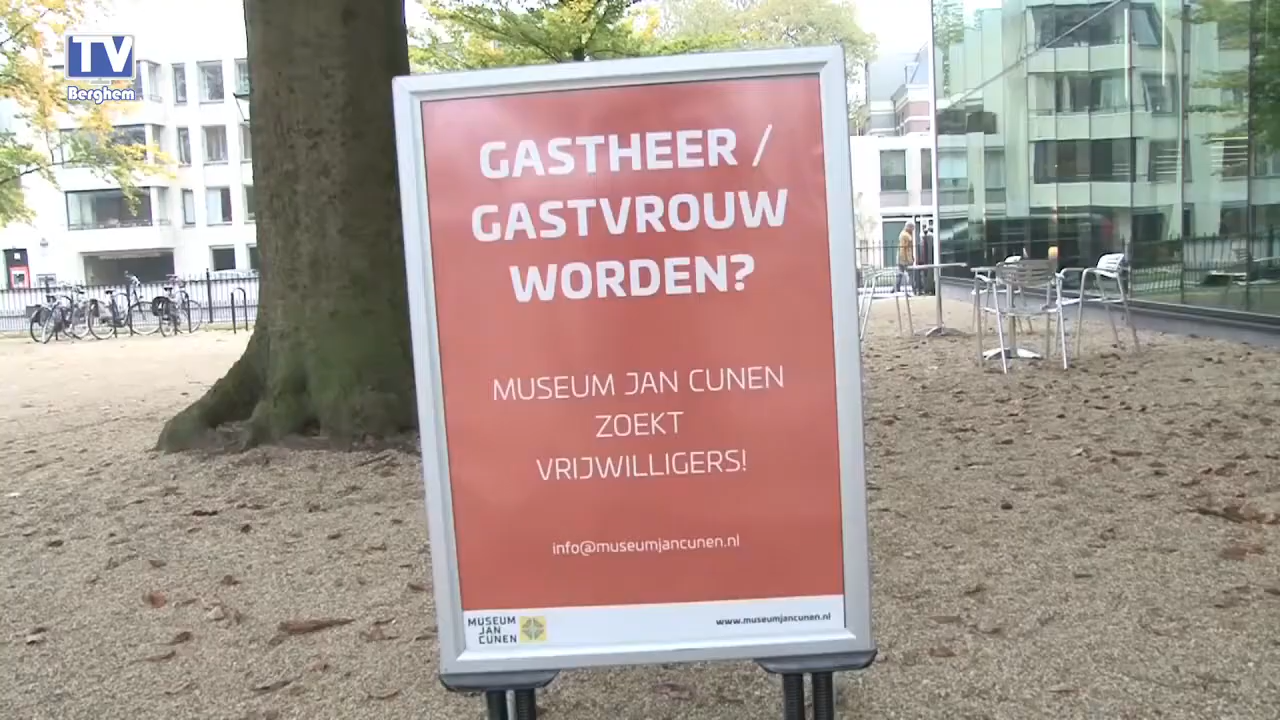 TV
Berghem
GASTHEER /
GASTVROUW
WORDEN?
MUSEUM JAN CUNEN
ZOEKT
VRIJWILLIGERS!
info@museumjancunen.nl
MUSEUM
JAN
CUNEN
www.museumjancunen.nl